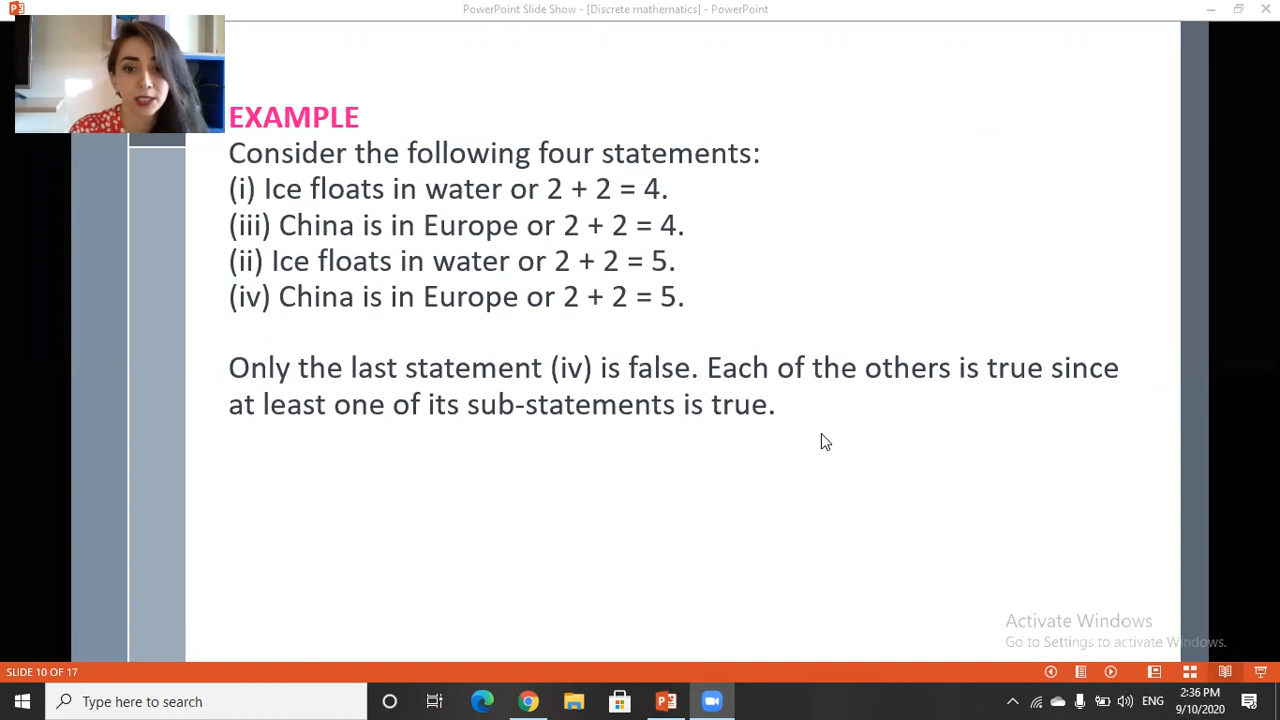 PowerPoint Slide Show - [Discrete mathematics] - PowerPoint
EXAMPLE
Consider the following four statements:
(i) Ice floats in water or 2 + 2 = 4.
(iii) China is in Europe or 2 + 2 = 4.
(ii) Ice floats in water or 2 + 2 = 5.
(iv) China is in Europe or 2 + 2 = 5.
Only the last statement (iv) is false. Each of the others is true since
at least one of its sub-statements is true.
Activate Windows
Go to Settings to activate Windows.
SLIDE 10 OF 17
Type here to search
ENG
2:36 PM
9/10/2020